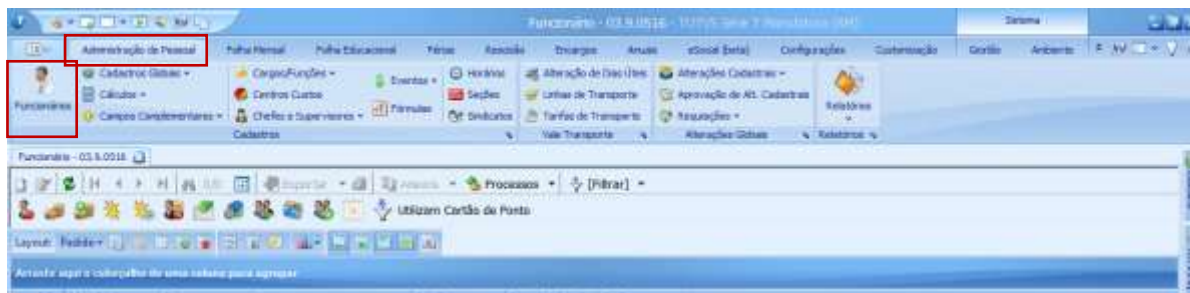 Funcionário - 03.9.0516 - TOTVS Série T
Sistema
Administração de Pessoal Folha Mensal Folha Educacional Férias Rescisão Encargos Anuais eSocial (beta) Configurações Customização Gestão Ambiente
Funcionários
Cadastros Globais
Cálculos
Campos Complementares
Cargos/Funções
Centros Custos
Chefes e Supervisores
Eventos
Fórmulas
Horários
Seções
Sindicatos
Cadastros
Alteração de Dias Úteis
Linhas de Transporte
Tarifas de Transporte
Vale Transporte
Alterações Cadastrais
Aprovação de Alt. Cadastrais
Requisições
Alterações Globais
Relatórios
Relatórios
Funcionário - 03.9.0516
Exportar Anexos Processos [Filtrar]
Utilizam Cartão de Ponto
Layout: Padrão
Arraste aqui o cabeçalho de uma coluna para agrupar